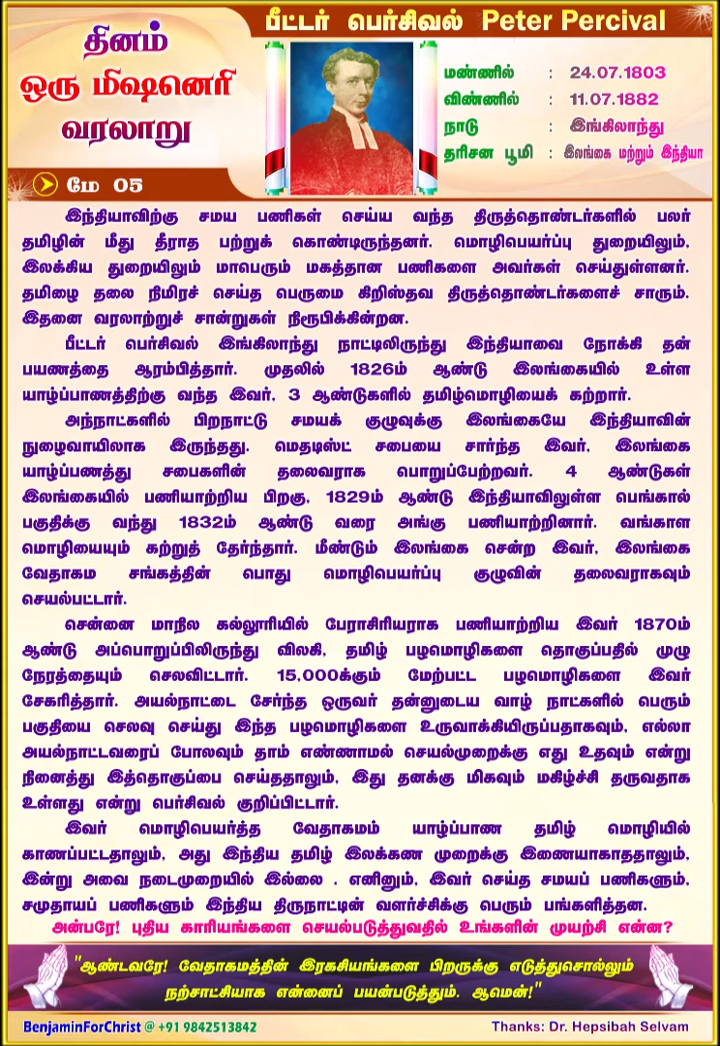 பீட்டர் பெர்சிவல் Peter Percival
தினம்
ஒரு மிஷனெரி
வரலாறு
மே 05
மண்ணில் : 24.07.1803
விண்ணில் : 11.07.1882
நாடு : இங்கிலாந்து
தரிசன பூமி : இலங்கை மற்றும் இந்தியா
இந்தியாவிற்கு சமய பணிகள் செய்ய வந்த திருத்தொண்டர்களில் பலர்
தமிழின் மீது தீராத பற்றுக் கொண்டிருந்தனர். மொழிபெயர்ப்பு துறையிலும்,
இலக்கிய துறையிலும் மாபெரும் மகத்தான பணிகளை அவர்கள் செய்துள்ளனர்.
தமிழை தலை நிமிரச் செய்த பெருமை கிறிஸ்தவ திருத்தொண்டர்களைச் சாரும்.
இதனை வரலாற்றுச் சான்றுகள் நிரூபிக்கின்றன.
பீட்டர் பெர்சிவல் இங்கிலாந்து நாட்டிலிருந்து இந்தியாவை நோக்கி தன்
பயணத்தை ஆரம்பித்தார். முதலில் 1826ம் ஆண்டு இலங்கையில் உள்ள
யாழ்ப்பாணத்திற்கு வந்த இவர், 3 ஆண்டுகளில் தமிழ்மொழியைக் கற்றார்.
அந்நாட்களில் பிறநாட்டு சமயக் குழுவுக்கு இலங்கையே இந்தியாவின்
நுழைவாயிலாக இருந்தது. மெதடிஸ்ட் சபையை சார்ந்த இவர், இலங்கை
யாழ்ப்பணத்து சபைகளின் தலைவராக பொறுப்பேற்றவர். 4 ஆண்டுகள்
இலங்கையில் பணியாற்றிய பிறகு, 1829ம் ஆண்டு இந்தியாவிலுள்ள பெங்கால்
பகுதிக்கு வந்து 1832ம் ஆண்டு வரை அங்கு பணியாற்றினார். வங்காள
மொழியையும் கற்றுத் தேர்ந்தார். மீண்டும் இலங்கை சென்ற இவர், இலங்கை
வேதாகம சங்கத்தின் பொது மொழிபெயர்ப்பு குழுவின் தலைவராகவும்
செயல்பட்டார்.
சென்னை மாநில கல்லூரியில் பேராசிரியராக பணியாற்றிய இவர் 1870ம்
ஆண்டு அப்பொறுப்பிலிருந்து விலகி, தமிழ் பழமொழிகளை தொகுப்பதில் முழு
நேரத்தையும் செலவிட்டார். 15,000க்கும் மேற்பட்ட பழமொழிகளை இவர்
சேகரித்தார். அயல்நாட்டை சேர்ந்த ஒருவர் தன்னுடைய வாழ் நாட்களில் பெரும்
பகுதியை செலவு செய்து இந்த பழமொழிகளை உருவாக்கியிருப்பதாகவும், எல்லா
அயல்நாட்டவரைப் போலவும் தாம் எண்ணாமல் செயல்முறைக்கு எது உதவும் என்று
நினைத்து இத்தொகுப்பை செய்ததாலும், இது தனக்கு மிகவும் மகிழ்ச்சி தருவதாக
உள்ளது என்று பெர்சிவல் குறிப்பிட்டார்.
இவர் மொழிபெயர்த்த வேதாகமம் யாழ்ப்பாண தமிழ் மொழியில்
காணப்பட்டதாலும், அது இந்திய தமிழ் இலக்கண முறைக்கு இணையாகாததாலும்,
இன்று அவை நடைமுறையில் இல்லை . எனினும், இவர் செய்த சமயப் பணிகளும்,
சமுதாயப் பணிகளும் இந்திய திருநாட்டின் வளர்ச்சிக்கு பெரும் பங்களித்தன.
அன்பரே! புதிய காரியங்களை செயல்படுத்துவதில் உங்களின் முயற்சி என்ன?
"ஆண்டவரே! வேதாகமத்தின் இரகசியங்களை பிறருக்கு எடுத்துசொல்லும்
நற்சாட்சியாக என்னைப் பயன்படுத்தும். ஆமென்!"
BenjaminForChrist @ +91 9842513842
Thanks: Dr. Hepsibah Selvam